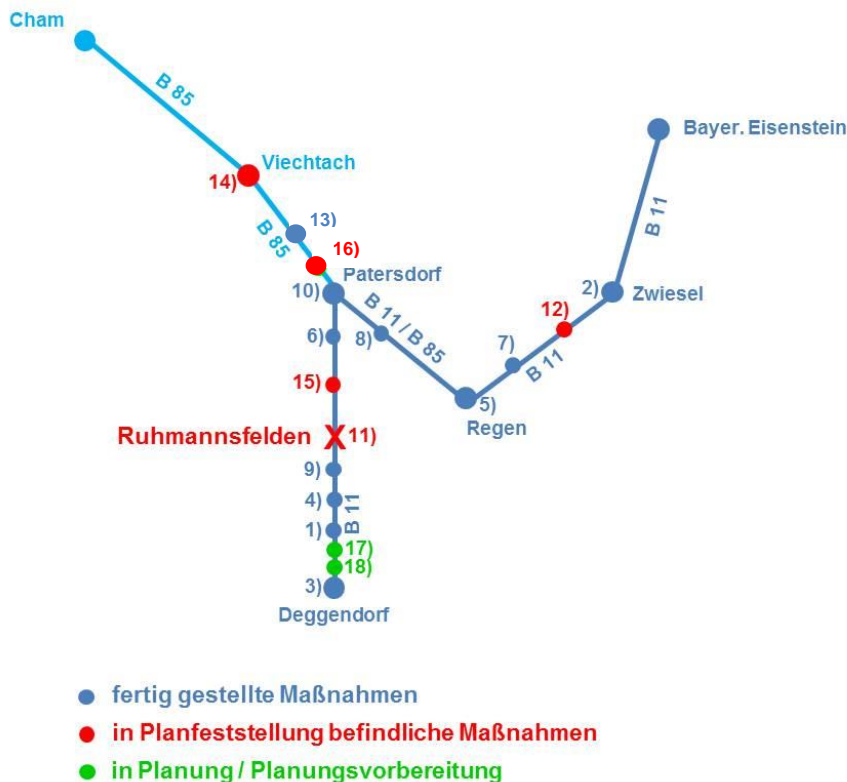 Cham
B 85
Bayer. Eisenstein
Viechtach
14)
B 11
13)
B 85
16)
Patersdorf
10)
2)
Zwiesel
B 11 / B 85
12)
6)
8)
7)
B 11
15)
5)
Regen
Ruhmannsfelden
X
11)
9)
4)
B 11
1)
17)
18)
3)
Deggendorf
fertig gestellte Maßnahmen
in Planfeststellung befindliche Maßnahmen
in Planung / Planungsvorbereitung